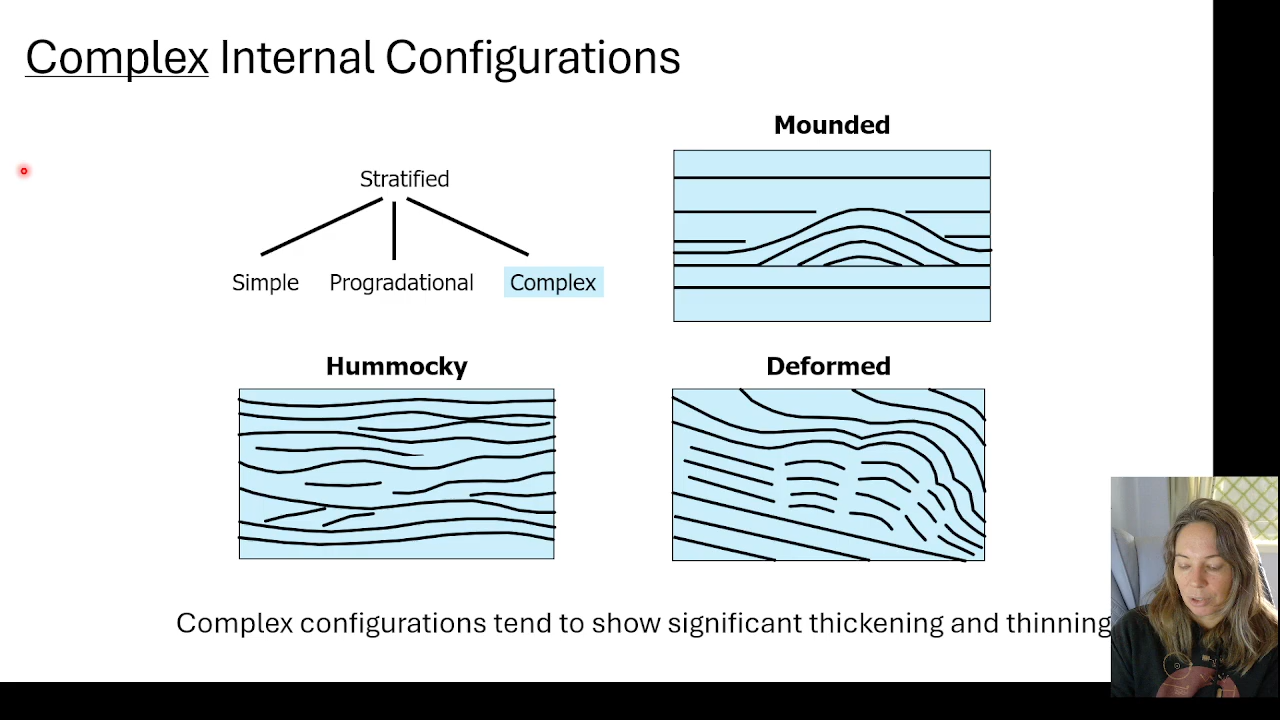 Complex Internal Configurations
Mounded
Stratified
Simple Progradational Complex
Hummocky Deformed
Complex configurations tend to show significant thickening and thinning